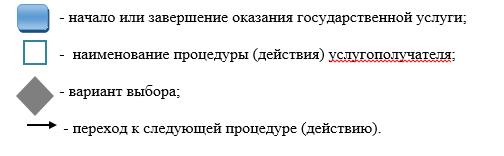 - начало или завершение оказания государственной услуги;
- наименование процедуры (действия) услугополучателя;
- вариант выбора;
- переход к следующей процедуре (действию).